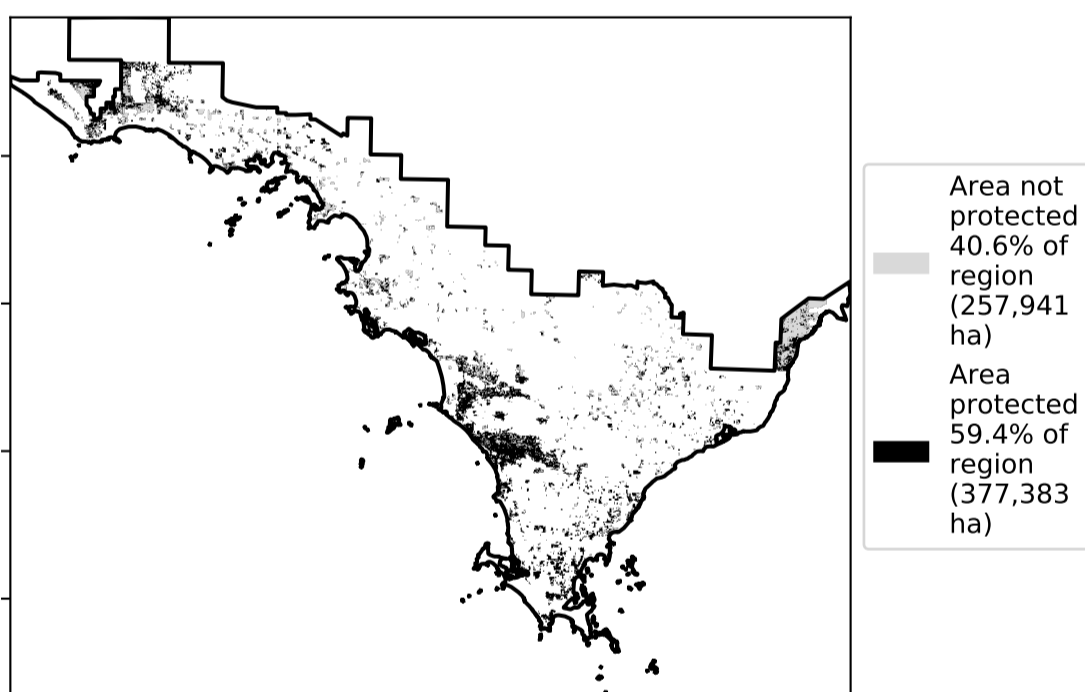 Area not
protected
40.6% of
region
(257,941
ha)
Area
protected
59.4% of
region
(377,383
ha)